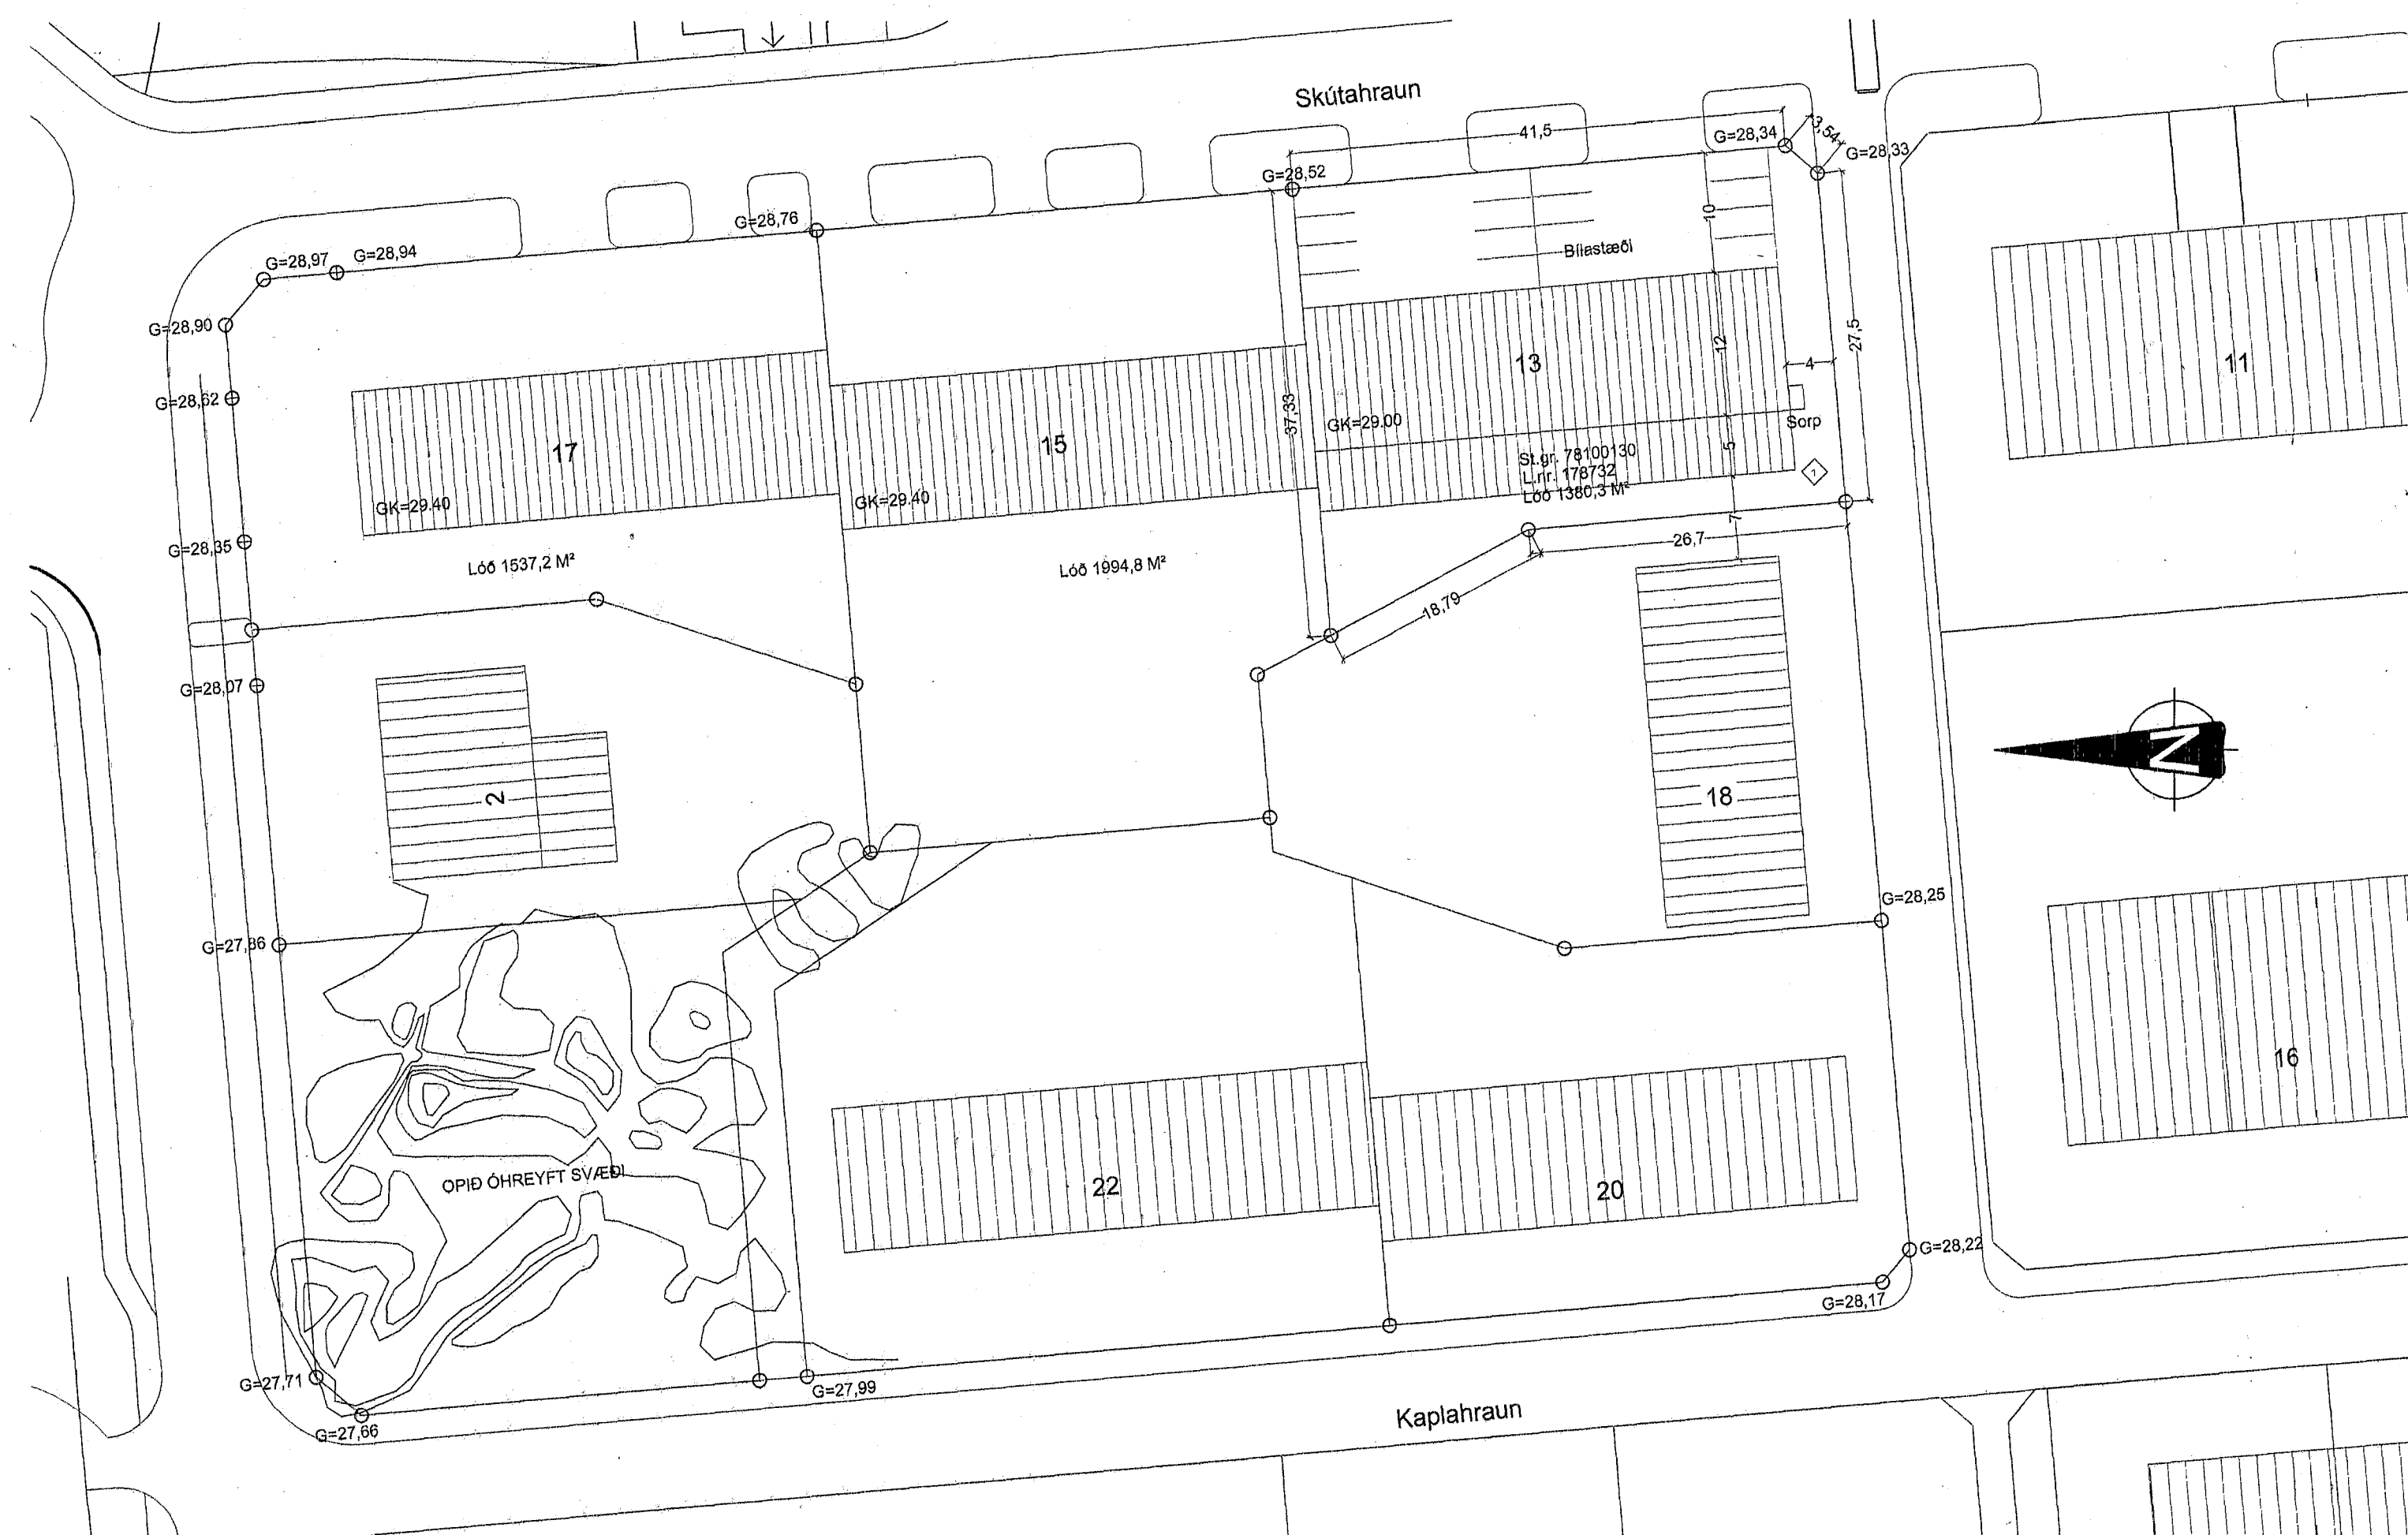 Skútahraun
41,5
G=28,34
3,54
G=28,33
G=28,52
G=28,76
G=28,97
G=28,94
10
Bílastæði
G=28,90
27,5
12
4
13
11
G=28,62
37,33
GK=29.00
Sorp
17
15
5
St.gr. 78100130
L.nr. 178732
Lóð 1380,3 M²
1
GK=29.40
GK=29.40
7
26,7
G=28,35
Lóð 1537,2 M²
Lóð 1994,8 M²
18,79
G=28,07
N
2
18
G=28,25
G=27,86
16
OPIÐ ÓHREYFT SVÆÐI
22
20
G=28,22
G=28,17
G=27,71
G=27,99
G=27,66
Kaplahraun